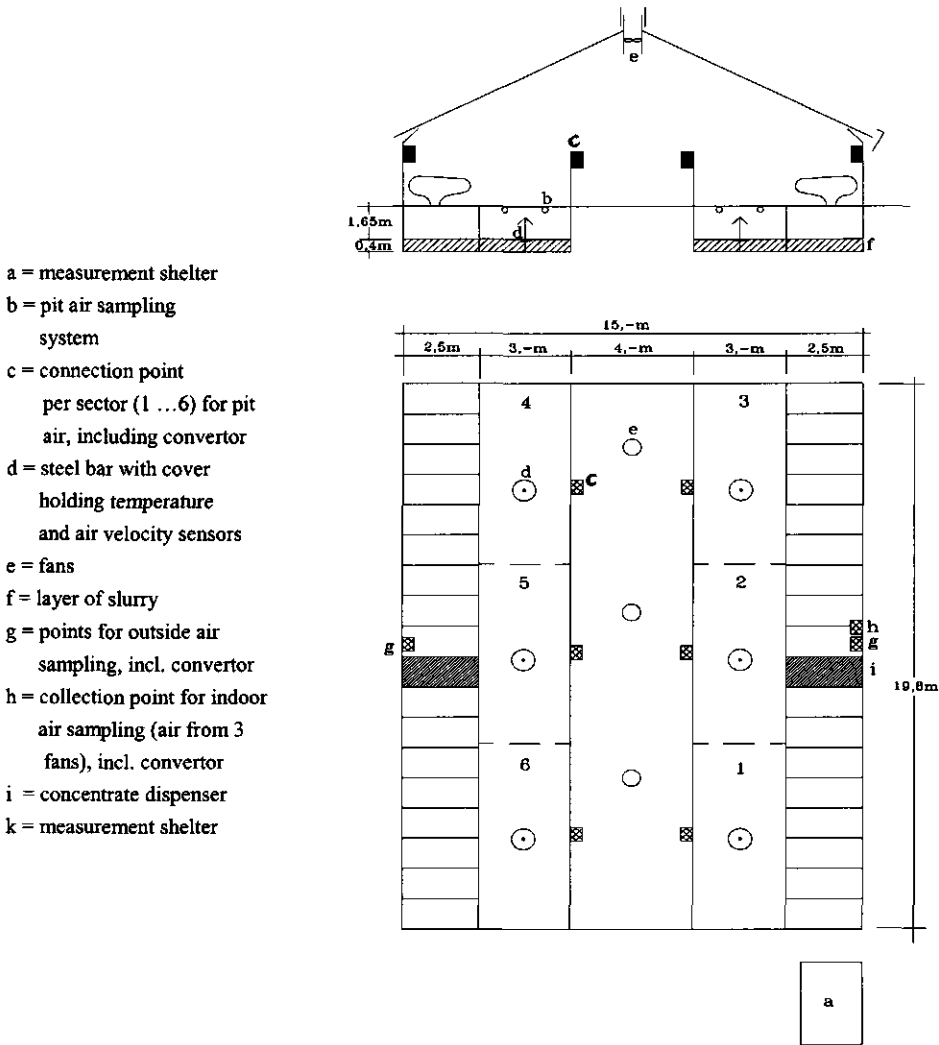 e
c
b
1,65m
d
0,4m
f
a = measurement shelter
b = pit air sampling
system
c = connection point
per sector (1 ...6) for pit
air, including convertor
d = steel bar with cover
holding temperature
and air velocity sensors
e = fans
f = layer of slurry
g = points for outside air
sampling, incl. convertor
h = collection point for indoor
air sampling (air from 3
fans), incl. convertor
i = concentrate dispenser
k = measurement shelter
15,-m
2,5m 3,-m 4,-m 3,-m 2,5m
4 3
e
d c
5 2
h
g g
i
19,8m
6 1
a